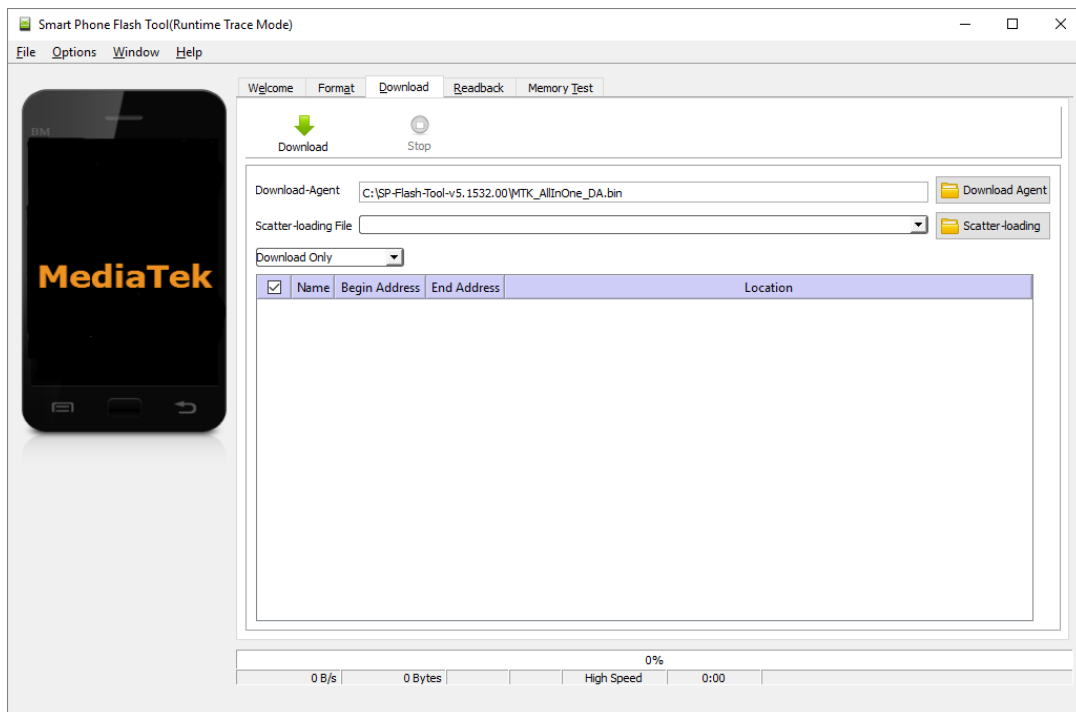 Smart Phone Flash Tool(Runtime Trace Mode)
File Options Window Help
Welcome Format Download Readback Memory Test
BM
Download Stop
Download-Agent C:\SP-Flash-Tool-v5.1532.00\MTK_AllInOne_DA.bin Download Agent
Scatter-loading File Scatter-loading
MediaTek
Download Only
Name Begin Address End Address Location
0%
0 B/s 0 Bytes High Speed 0:00